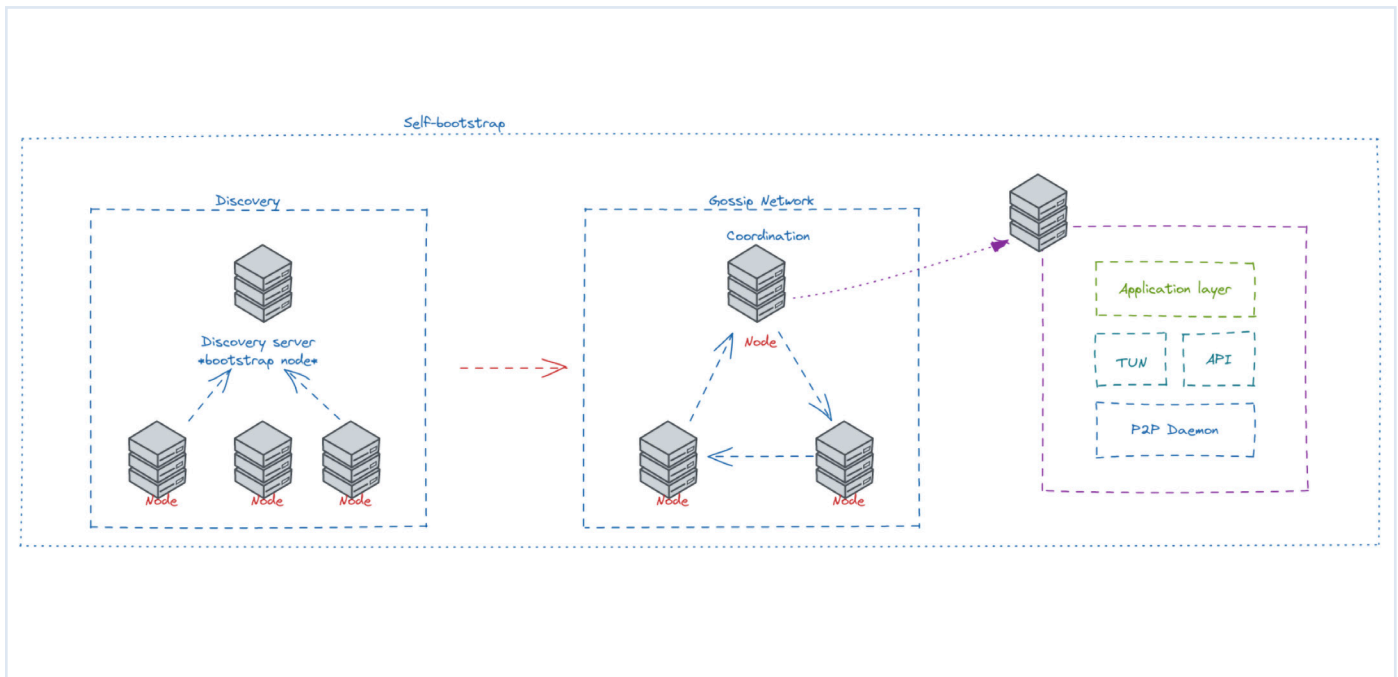 Self-bootstrap
Discovery
Discovery server
*bootstrap node*
Node
Node
Node
Gossip Network
Coordination
Node
Node
Node
Application layer
TUN
API
P2P Daemon